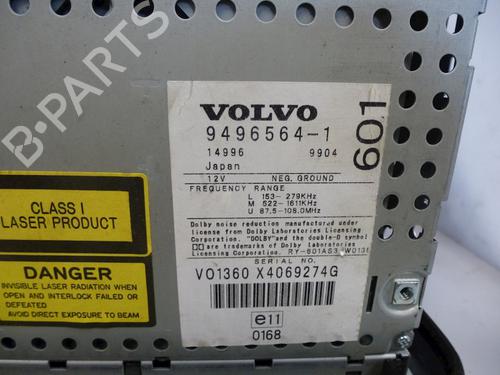 VOLVO
9496564-1
14996 9904
Japan
12V NEG. GROUND
FREQUENCY RANGE
L 153- 279KHz
M 522-1611KHz
U 87.5-108.0MHz
Dolby noise reduction manufactured under
license from Dolby Laboratories Licensing
Corporation. "DOLBY" and the double-D symbol
are trademarks of Dolby Laboratories
Licensing Corporation.
SERIAL NO.
VO1360 X4069274G
e11
0168
601
CLASS I
LASER PRODUCT
DANGER
INVISIBLE LASER RADIATION WHEN
OPEN AND INTERLOCK FAILED OR
DEFEATED
AVOID DIRECT EXPOSURE TO BEAM
B-PARTS